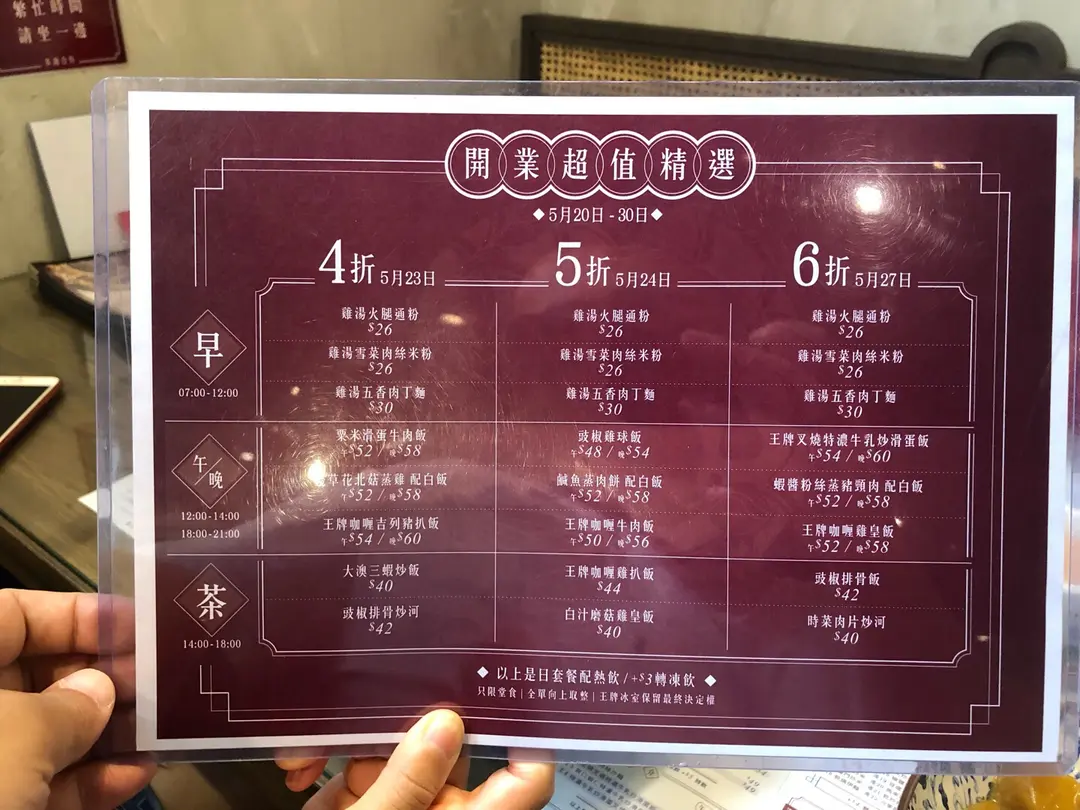 繁忙時間
請坐一邊
多謝合作
開業超值精選
◆5月20日 - 30日◆
4折 5月23日
5折 5月24日
6折 5月27日
早
07:00-12:00
雞湯火腿通粉
$26
雞湯雪菜肉絲米粉
$26
雞湯五香肉丁麵
$30
雞湯火腿通粉
$26
雞湯雪菜肉絲米粉
$26
雞湯五香肉丁麵
$30
雞湯火腿通粉
$26
雞湯雪菜肉絲米粉
$26
雞湯五香肉丁麵
$30
午/晚
12:00-14:00
18:00-21:00
粟米滑蛋牛肉飯
午$52 / 晚$58
草花北菇蒸雞 配白飯
午$52 / 晚$58
王牌咖喱吉列豬扒飯
午$54 / 晚$60
豉椒雞球飯
午$48 / 晚$54
鹹魚蒸肉餅 配白飯
午$52 / 晚$58
王牌咖喱牛肉飯
午$50 / 晚$56
王牌叉燒特濃牛乳炒滑蛋飯
午$54 / 晚$60
蝦醬粉絲蒸豬頸肉 配白飯
午$52 / 晚$58
王牌咖喱雞皇飯
午$52 / 晚$58
茶
14:00-18:00
大澳三蝦炒飯
$40
豉椒排骨炒河
$42
王牌咖喱雞扒飯
$44
白汁磨菇雞皇飯
$40
豉椒排骨飯
$42
時菜肉片炒河
$40
◆ 以上是日套餐配熱飲 / +$3轉凍飲 ◆
只限堂食 | 全單向上取整 | 王牌冰室保留最終決定權